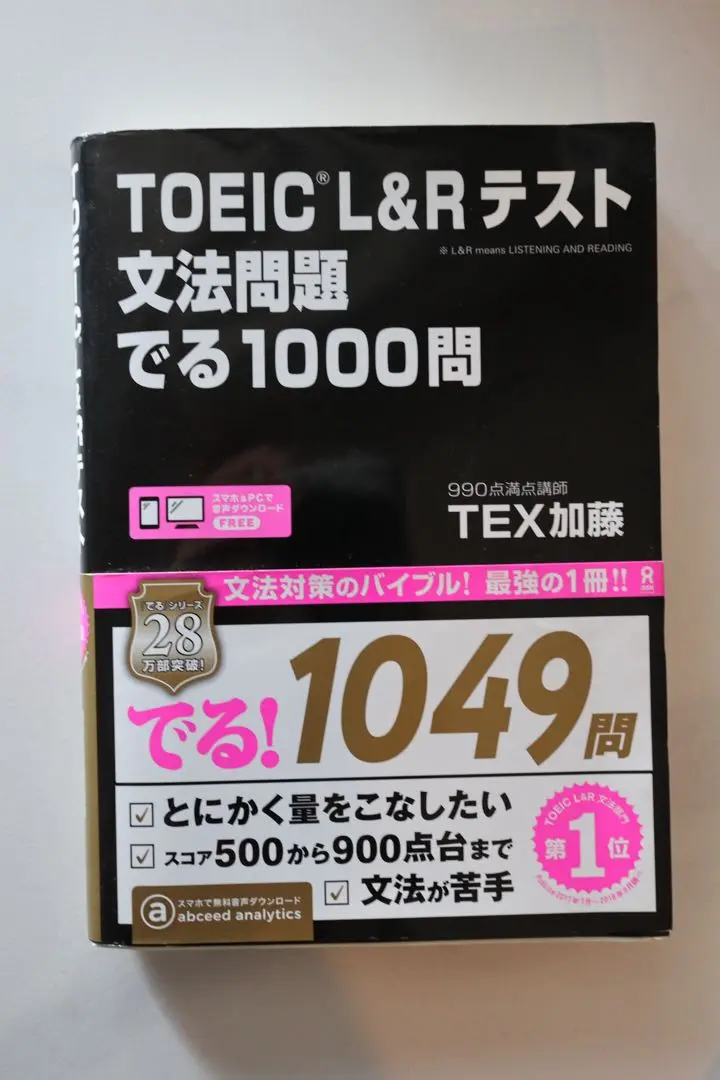 TOEIC® L&R テスト
※ L&R means LISTENING AND READING
文法問題
でる1000問
スマホ&PCで
音声ダウンロード
FREE
990点満点講師
TEX加藤
文法対策のバイブル! 最強の1冊!!
ask
でるシリーズ
28
万部突破!
でる! 1049問
とにかく量をこなしたい
スコア500から900点台まで
文法が苦手
TOEIC L&R 文法部門
第1位
a スマホで無料音声ダウンロード
abceed analytics